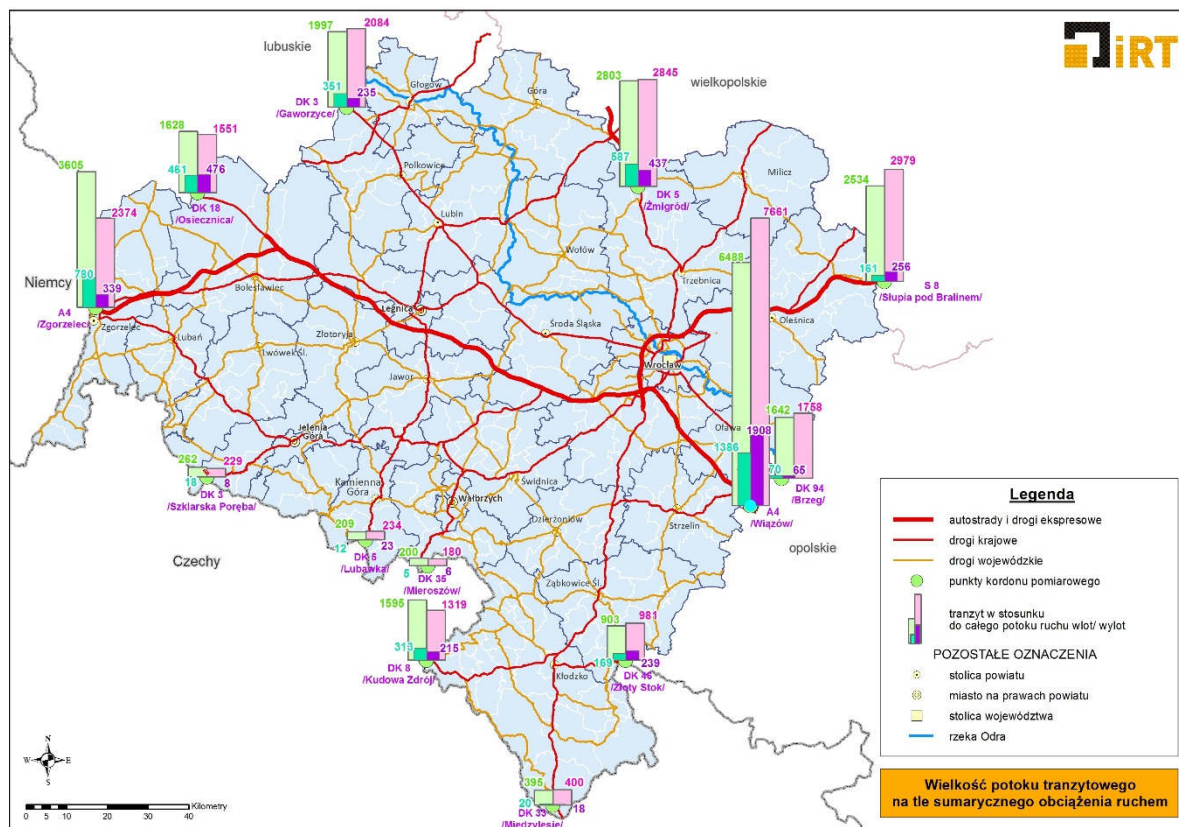 iRT
lubuskie
wielkopolskie
Niemcy
Czechy
opolskie
1997
2084
351
235
DK 3
/Gaworzyce/
Głogów
Góra
2803
2845
587
437
DK 5
/Żmigród/
1628
1551
461
476
DK 18
/Osiecznica/
Polkowice
Milicz
2979
2534
161
256
S 8
/Słupia pod Bralinem/
3605
2374
780
339
A4
/Zgorzelec/
Zgorzelec
Lubin
Wołów
Trzebnica
7661
6488
1386
1908
A4
/Wiązów/
Bolesławiec
Legnica
Środa Śląska
Oleśnica
Lubań
Złotoryja
Lwówek Śl.
Wrocław
Jawor
1642
1758
70
65
DK 94
/Brzeg/
Oława
Jelenia
Góra
262
229
18
8
DK 3
/Szklarska Poręba/
Kamienna
Góra
Wałbrzych
Świdnica
209
234
12
23
DK 5
/Lubawka/
200
180
5
6
DK 35
/Mieroszów/
Dzierżoniów
Strzelin
Ząbkowice Śl.
1595
1319
313
215
DK 8
/Kudowa Zdrój/
903
981
169
239
DK 46
/Złoty Stok/
Kłodzko
395
400
20
18
DK 33
/Międzylesie/
N
W
E
S
Kilometry
0 5 10 20 30 40
Legenda
autostrady i drogi ekspresowe
drogi krajowe
drogi wojewódzkie
punkty kordonu pomiarowego
tranzyt w stosunku
do całego potoku ruchu wlot/ wylot
POZOSTAŁE OZNACZENIA
stolica powiatu
miasto na prawach powiatu
stolica województwa
rzeka Odra
Wielkość potoku tranzytowego
na tle sumarycznego obciążenia ruchem